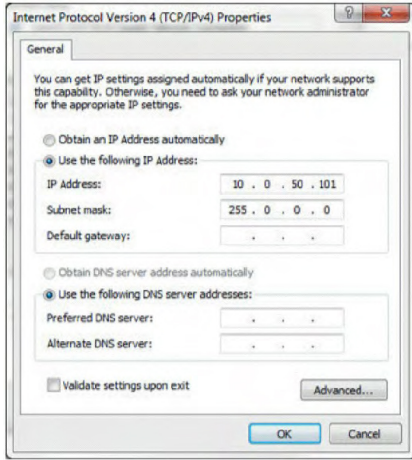 Internet Protocol Version 4 (TCP/IPv4) Properties
General
You can get IP settings assigned automatically if your network supports
this capability. Otherwise, you need to ask your network administrator
for the appropriate IP settings.
Obtain an IP Address automatically
Use the following IP Address:
IP Address: 10 . 0 . 50 . 101
Subnet mask: 255 . 0 . 0 . 0
Default gateway: . . .
Obtain DNS server address automatically
Use the following DNS server addresses:
Preferred DNS server: . . .
Alternate DNS server: . . .
Validate settings upon exit
Advanced...
OK Cancel